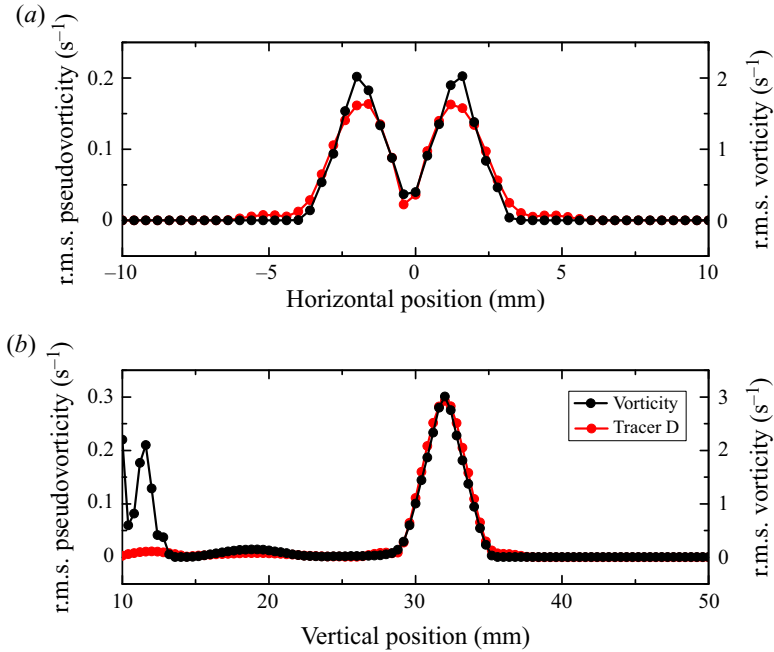 (a)
r.m.s. pseudovorticity (s⁻¹)
0.2
0.1
0
2
1
0
r.m.s. vorticity (s⁻¹)
–10
–5
0
5
10
Horizontal position (mm)
(b)
r.m.s. pseudovorticity (s⁻¹)
0.3
0.2
0.1
0
Vorticity
Tracer D
3
2
1
0
r.m.s. vorticity (s⁻¹)
10
20
30
40
50
Vertical position (mm)